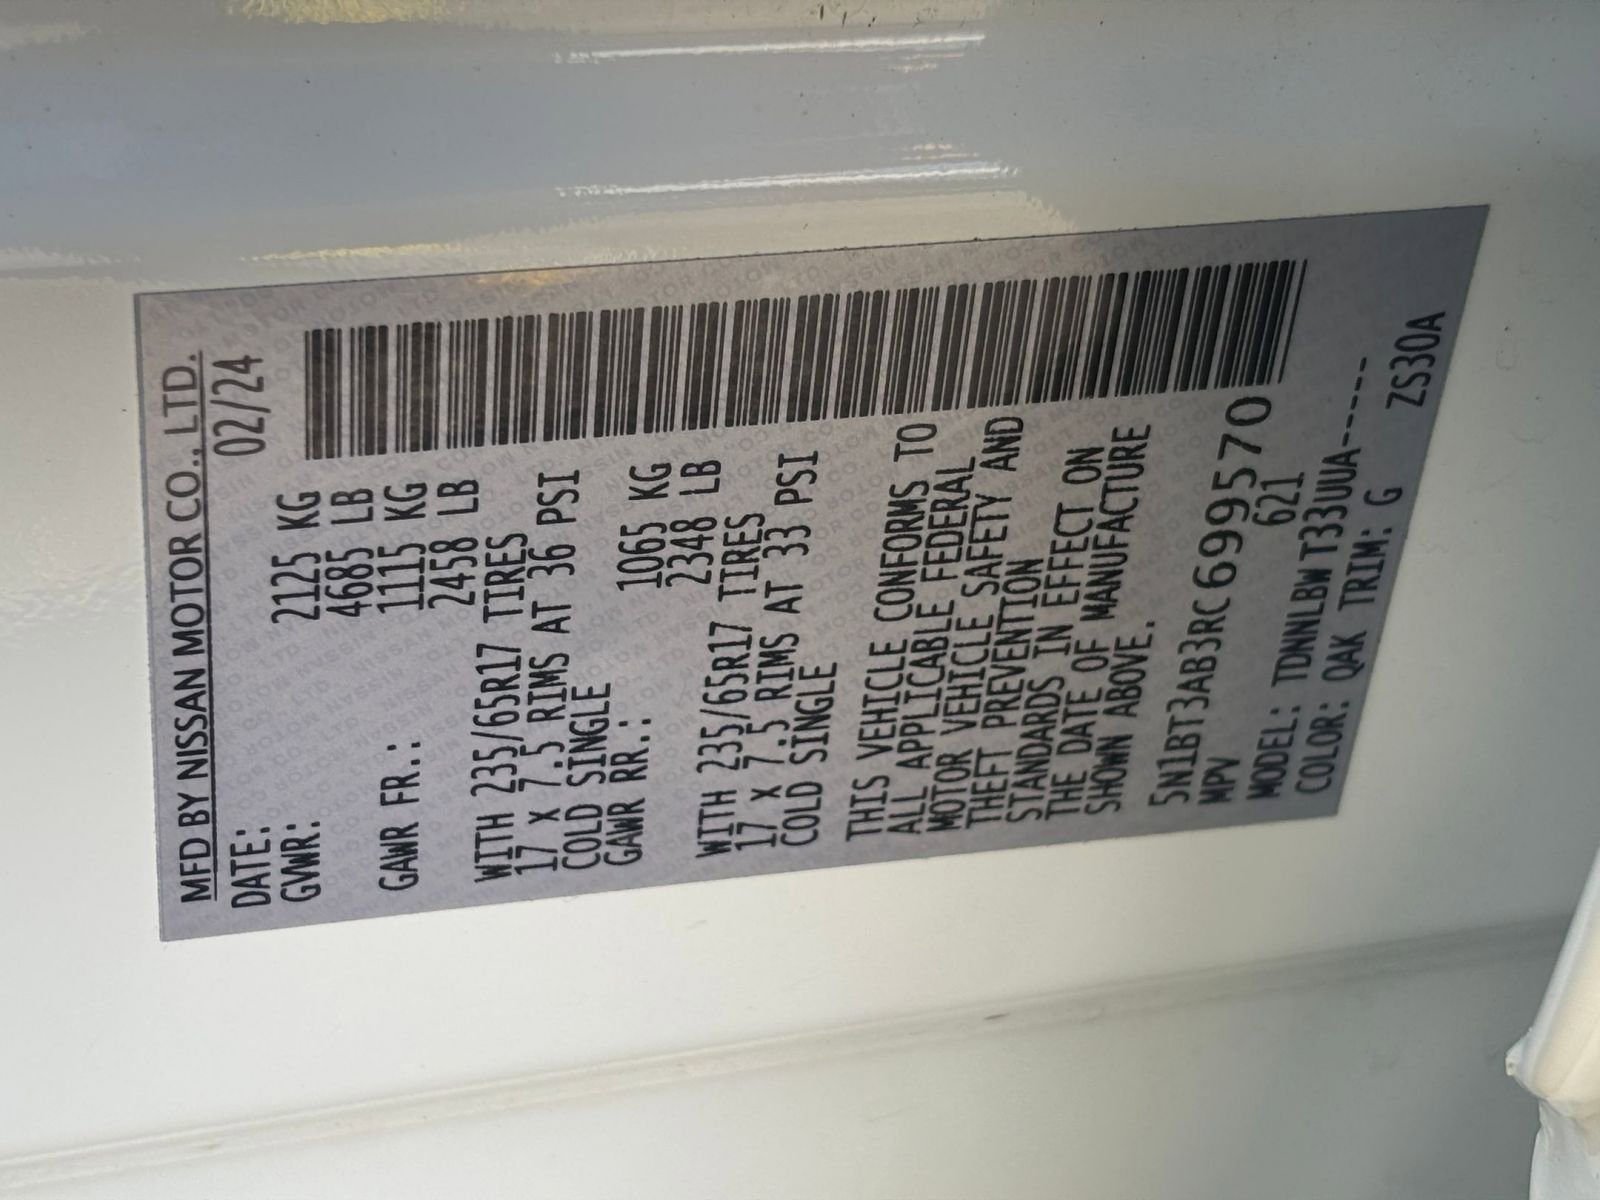 MFD BY NISSAN MOTOR CO., LTD.
DATE: 02/24
GVWR: 2125 KG
4685 LB
GAWR FR.: 1115 KG
2458 LB
WITH 235/65R17 TIRES
17 X 7.5 RIMS AT 36 PSI
COLD SINGLE
GAWR RR.: 1065 KG
2348 LB
WITH 235/65R17 TIRES
17 X 7.5 RIMS AT 33 PSI
COLD SINGLE
THIS VEHICLE CONFORMS TO
ALL APPLICABLE FEDERAL
MOTOR VEHICLE SAFETY AND
THEFT PREVENTION
STANDARDS IN EFFECT ON
THE DATE OF MANUFACTURE
SHOWN ABOVE.
5N1BT3AB3RC699570
MPV 621
MODEL: TDNNLBW T33UUA-----
COLOR: QAK TRIM: G ZS30A